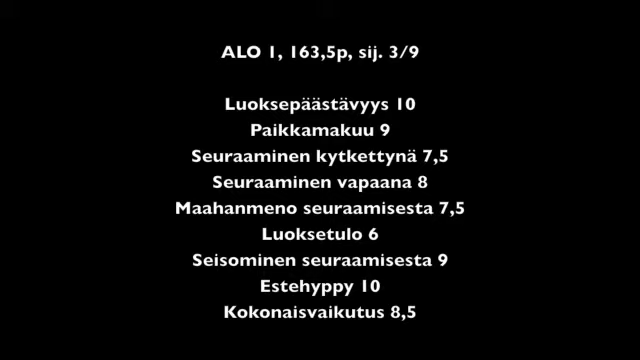 ALO 1, 163,5p, sij. 3/9
Luoksepäästävyys 10
Paikkamakuu 9
Seuraaminen kytkettynä 7,5
Seuraaminen vapaana 8
Maahanmeno seuraamisesta 7,5
Luoksetulo 6
Seisominen seuraamisesta 9
Estehyppy 10
Kokonaisvaikutus 8,5